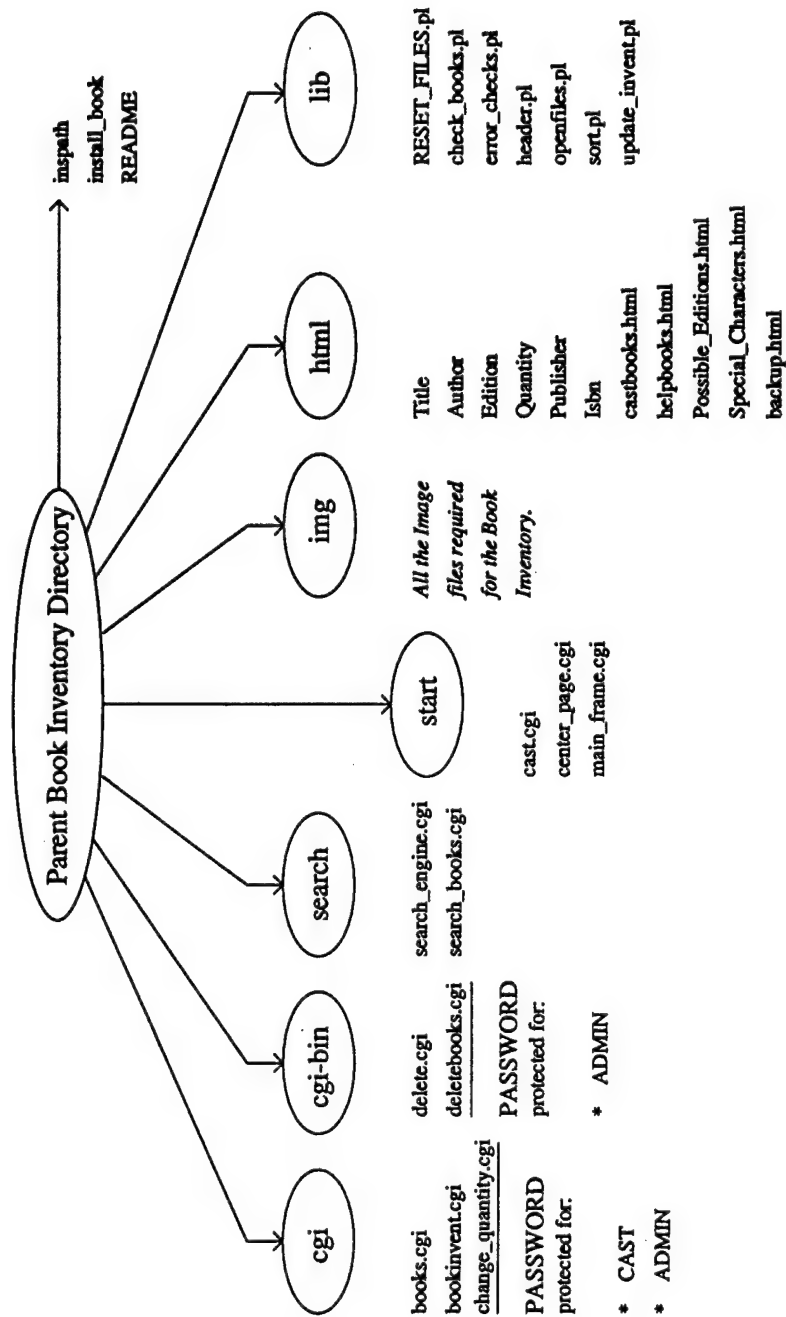 Parent Book Inventory Directory
inspath
install_book
README
cgi
books.cgi
bookinvent.cgi
change_quantity.cgi
PASSWORD
protected for:
* CAST
* ADMIN
cgi-bin
delete.cgi
deletebooks.cgi
PASSWORD
protected for:
* ADMIN
search
search_engine.cgi
search_books.cgi
start
cast.cgi
center_page.cgi
main_frame.cgi
img
All the Image
files required
for the Book
Inventory.
html
Title
Author
Edition
Quantity
Publisher
Isbn
castbooks.html
helpbooks.html
Possible_Editions.html
Special_Characters.html
backup.html
lib
RESET_FILES.pl
check_books.pl
error_checks.pl
header.pl
openfiles.pl
sort.pl
update_invent.pl